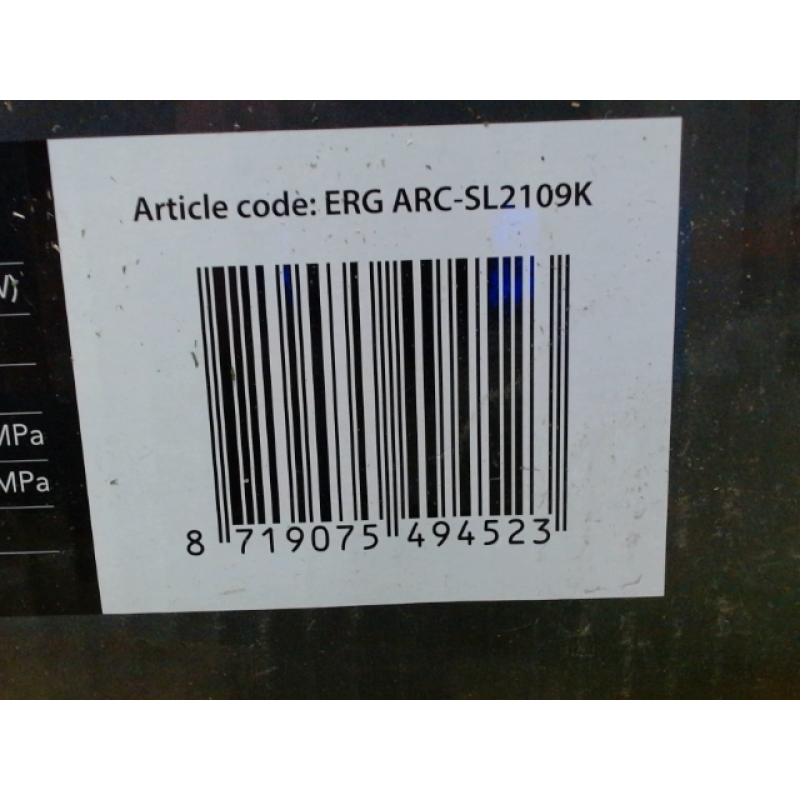 Article code: ERG ARC-SL2109K
MPa
MPa
8 719075 494523